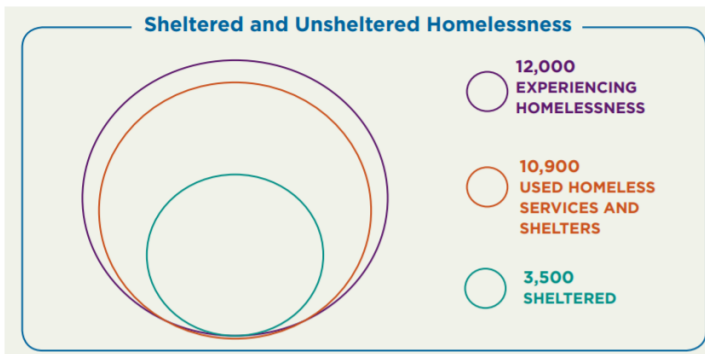 Sheltered and Unsheltered Homelessness
12,000
EXPERIENCING
HOMELESSNESS
10,900
USED HOMELESS
SERVICES AND
SHELTERS
3,500
SHELTERED